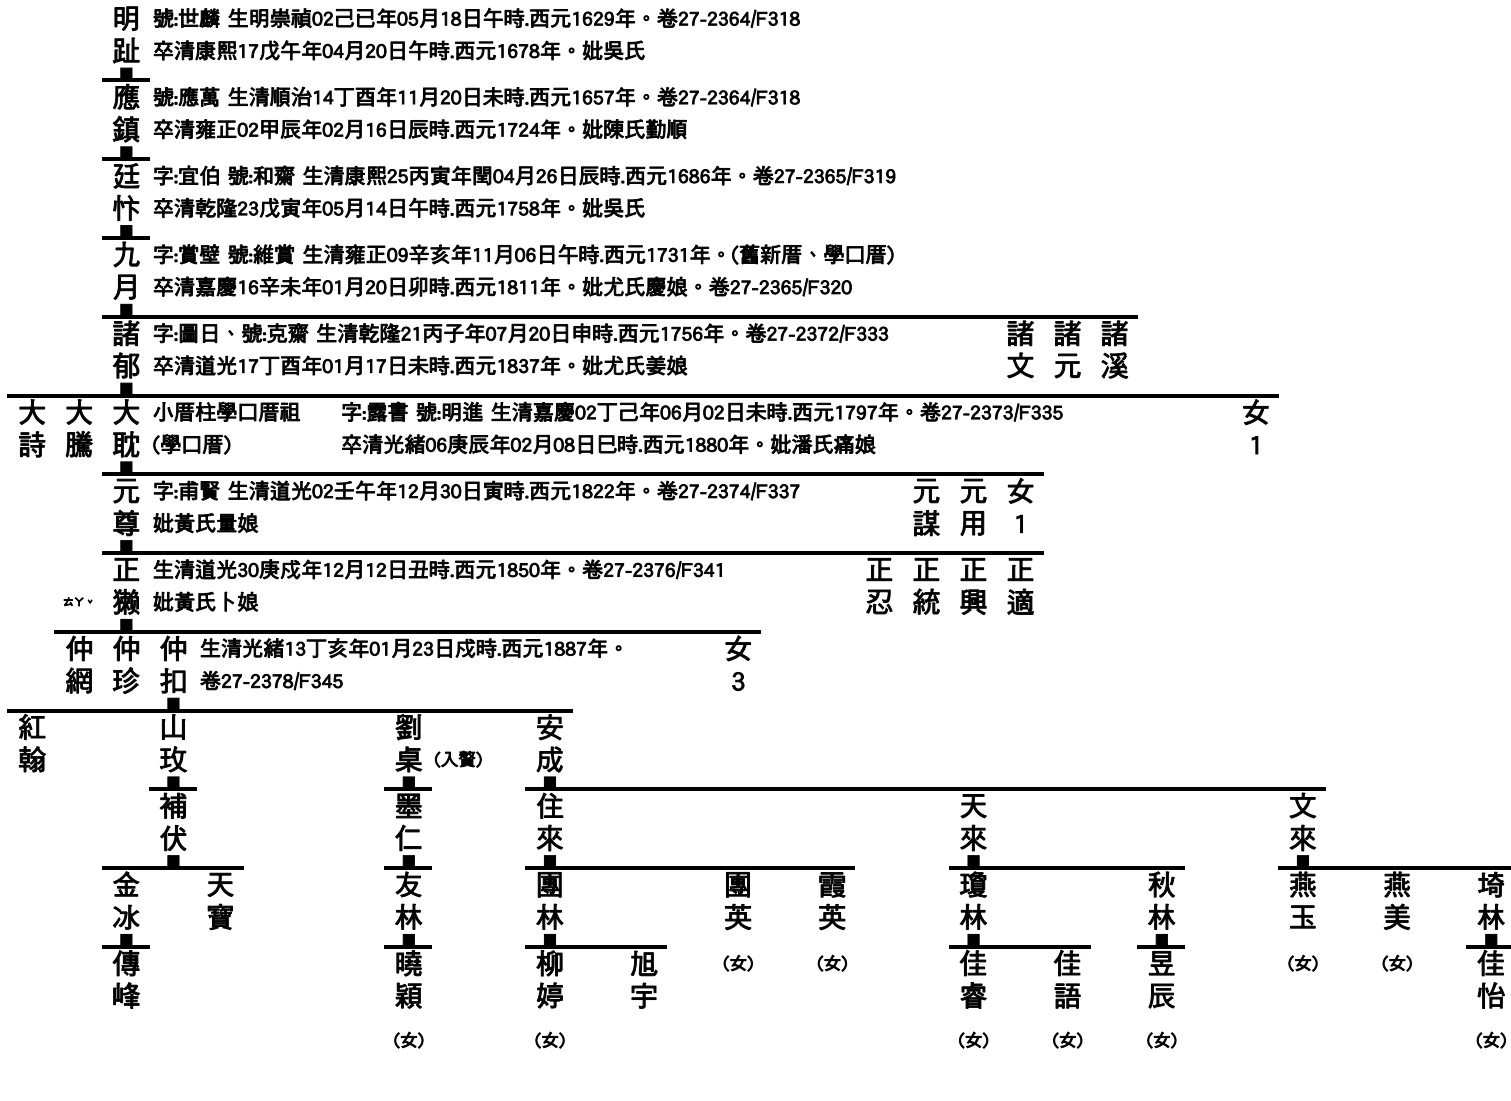 明趾 號:世麟 生明崇禎02己巳年05月18日午時.西元1629年。卷27-2364/F318
卒清康熙17戊午年04月20日午時.西元1678年。妣吳氏
應鎮 號:應萬 生清順治14丁酉年11月20日未時.西元1657年。卷27-2364/F318
卒清雍正02甲辰年02月16日辰時.西元1724年。妣陳氏勤順
廷忭 字:宜伯 號:和齋 生清康熙25丙寅年閏04月26日辰時.西元1686年。卷27-2365/F319
卒清乾隆23戊寅年05月14日午時.西元1758年。妣吳氏
九月 字:賞壁 號:維賞 生清雍正09辛亥年11月06日午時.西元1731年。(舊新厝、學口厝)
卒清嘉慶16辛未年01月20日卯時.西元1811年。妣尤氏慶娘。卷27-2365/F320
諸郁 字:圖日、號:克齋 生清乾隆21丙子年07月20日申時.西元1756年。卷27-2372/F333
卒清道光17丁酉年01月17日未時.西元1837年。妣尤氏姜娘
諸文 諸元 諸溪
大詩 大騰 大耽 小厝柱學口厝祖 字:露書 號:明進 生清嘉慶02丁己年06月02日未時.西元1797年。卷27-2373/F335
(學口厝) 卒清光緒06庚辰年02月08日巳時.西元1880年。妣潘氏痛娘
女1
元尊 字:甫賢 生清道光02壬午年12月30日寅時.西元1822年。卷27-2374/F337
妣黃氏量娘
元謀 元用 女1
正獭 生清道光30庚戍年12月12日丑時.西元1850年。卷27-2376/F341
ㄊㄚˇ 妣黃氏卜娘
正忍 正統 正興 正適
仲網 仲珍 仲扣 生清光緒13丁亥年01月23日戍時.西元1887年。
卷27-2378/F345
女3
紅翰 山玫 劉桌 (入贅) 安成
補伏 墨仁 住來 天來 文來
金冰 天寶 友林 團林 團英 (女) 霞英 (女) 瓊林 秋林 燕玉 (女) 燕美 (女) 埼林
傳峰 曉穎 (女) 柳婷 (女) 旭宇 佳睿 (女) 佳語 (女) 昱辰 (女) 佳怡 (女)